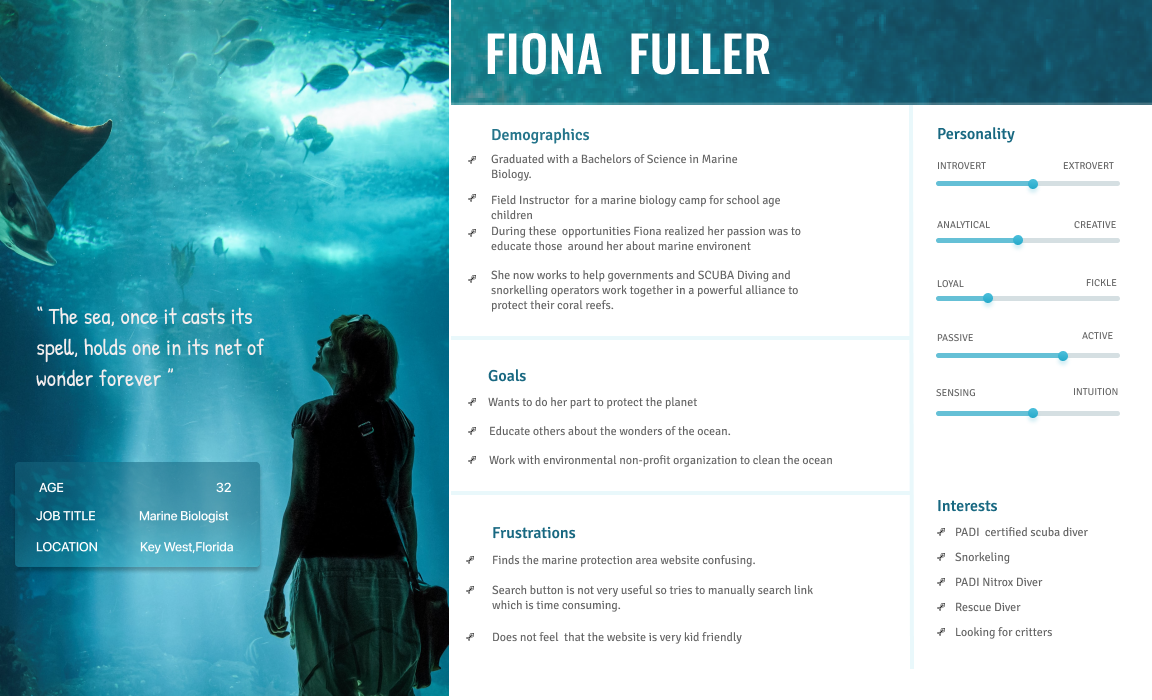 FIONA FULLER
“ The sea, once it casts its
spell, holds one in its net of
wonder forever ”
AGE 32
JOB TITLE Marine Biologist
LOCATION Key West,Florida
Demographics
Graduated with a Bachelors of Science in Marine
Biology.
Field Instructor for a marine biology camp for school age
children
During these opportunities Fiona realized her passion was to
educate those around her about marine environent
She now works to help governments and SCUBA Diving and
snorkelling operators work together in a powerful alliance to
protect their coral reefs.
Goals
Wants to do her part to protect the planet
Educate others about the wonders of the ocean.
Work with environmental non-profit organization to clean the ocean
Frustrations
Finds the marine protection area website confusing.
Search button is not very useful so tries to manually search link
which is time consuming.
Does not feel that the website is very kid friendly
Personality
INTROVERT EXTROVERT
ANALYTICAL CREATIVE
LOYAL FICKLE
PASSIVE ACTIVE
SENSING INTUITION
Interests
PADI certified scuba diver
Snorkeling
PADI Nitrox Diver
Rescue Diver
Looking for critters